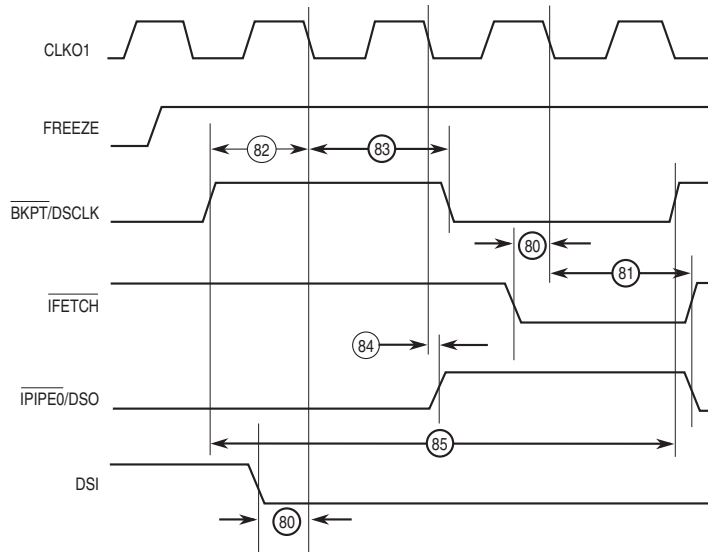 CLKO1
FREEZE
82
83
BKPT/DSCLK
80
81
IFETCH
84
IPIPE0/DSO
85
DSI
80